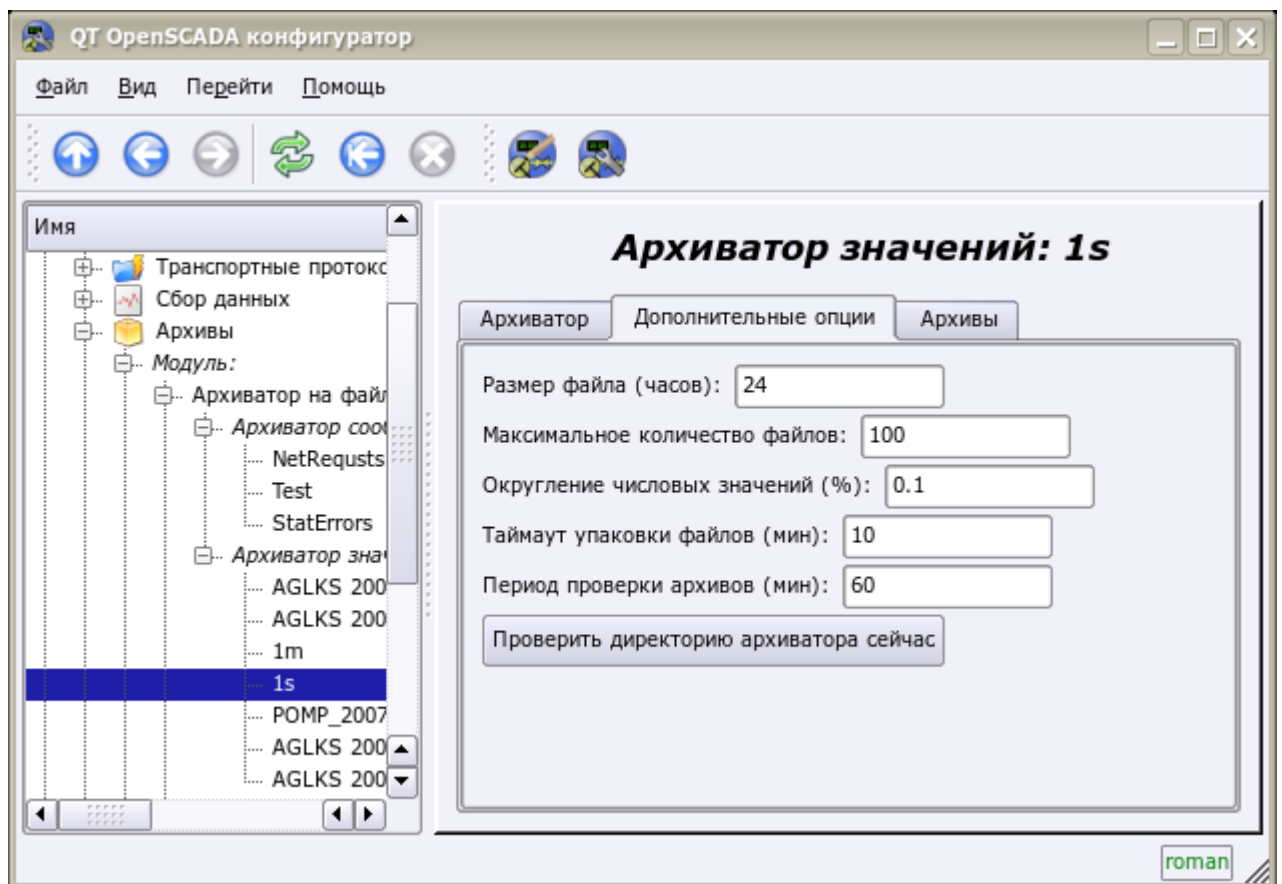 QT OpenSCADA конфигуратор
Файл Вид Перейти Помощь
Имя
Транспортные протокс
Сбор данных
Архивы
Модуль:
Архиватор на файл
Архиватор сооб
NetRequsts
Test
StatErrors
Архиватор знач
AGLKS 200
AGLKS 200
1m
1s
POMP_2007
AGLKS 200
AGLKS 200
Архиватор значений: 1s
Архиватор Дополнительные опции Архивы
Размер файла (часов): 24
Максимальное количество файлов: 100
Округление числовых значений (%): 0.1
Таймаут упаковки файлов (мин): 10
Период проверки архивов (мин): 60
Проверить директорию архиватора сейчас
roman